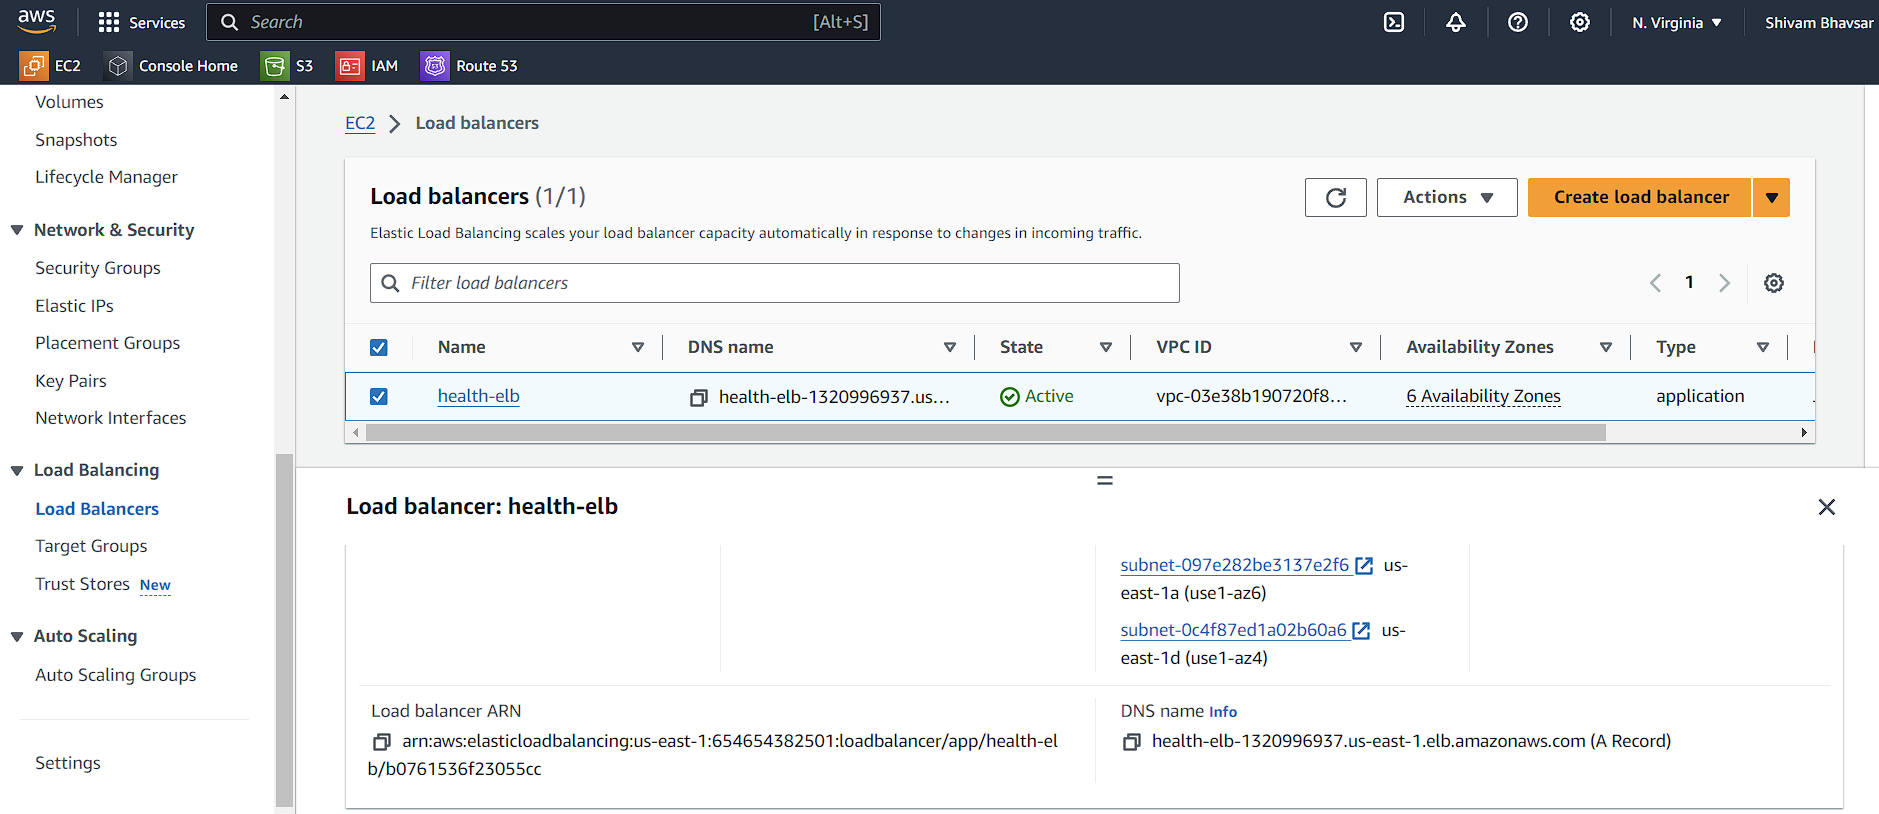 aws
Services
Search
[Alt+S]
N. Virginia
Shivam Bhavsar
EC2
Console Home
S3
IAM
Route 53
Volumes
Snapshots
Lifecycle Manager
Network & Security
Security Groups
Elastic IPs
Placement Groups
Key Pairs
Network Interfaces
Load Balancing
Load Balancers
Target Groups
Trust Stores New
Auto Scaling
Auto Scaling Groups
Settings
EC2 > Load balancers
Load balancers (1/1)
Actions
Create load balancer
Elastic Load Balancing scales your load balancer capacity automatically in response to changes in incoming traffic.
Filter load balancers
1
Name DNS name State VPC ID Availability Zones Type
health-elb health-elb-1320996937.us... Active vpc-03e38b190720f8... 6 Availability Zones application
Load balancer: health-elb
subnet-097e282be3137e2f6 us-
east-1a (use1-az6)
subnet-0c4f87ed1a02b60a6 us-
east-1d (use1-az4)
Load balancer ARN
arn:aws:elasticloadbalancing:us-east-1:654654382501:loadbalancer/app/health-el
b/b0761536f23055cc
DNS name Info
health-elb-1320996937.us-east-1.elb.amazonaws.com (A Record)